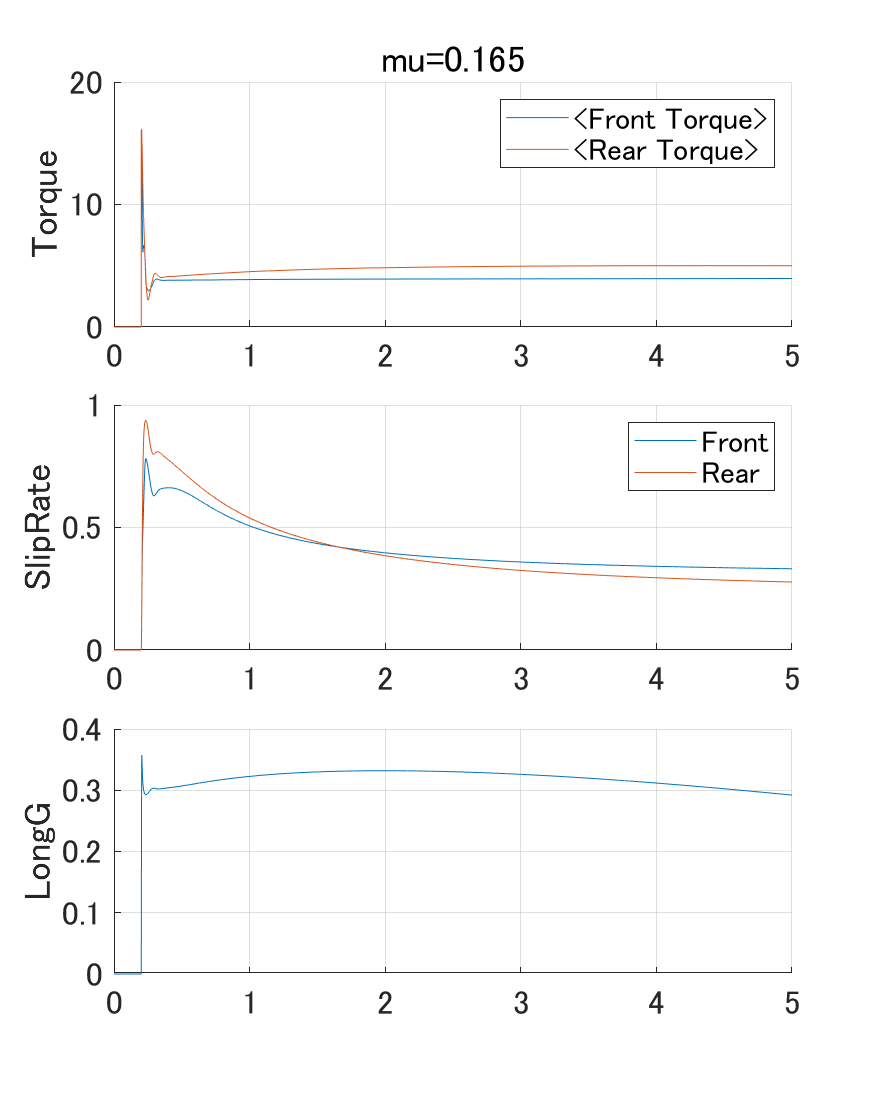 mu=0.165
20
10
0
Torque
<Front Torque>
<Rear Torque>
0 1 2 3 4 5
1
0.5
0
SlipRate
Front
Rear
0 1 2 3 4 5
0.4
0.3
0.2
0.1
0
LongG
0 1 2 3 4 5